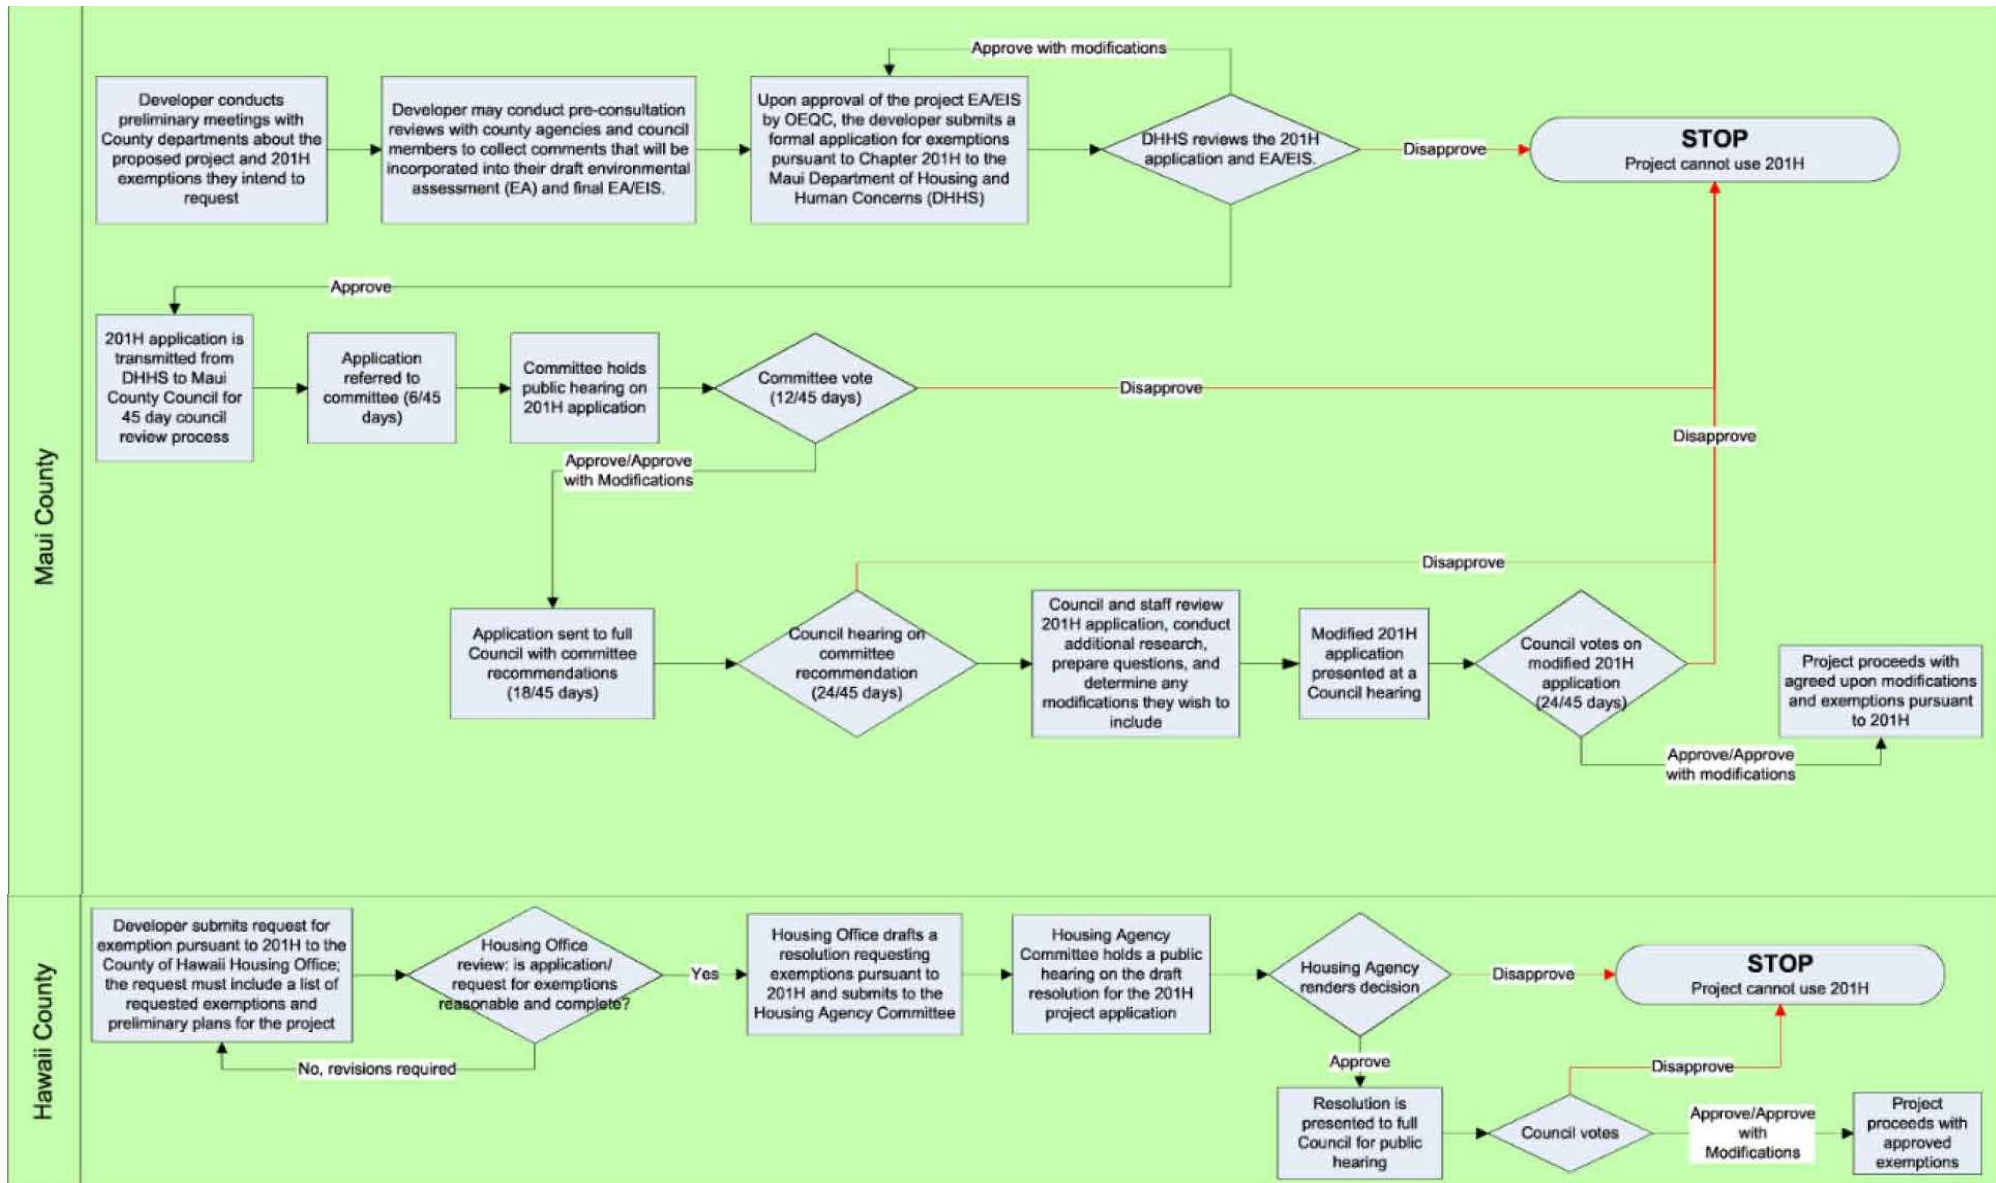 Maui County
Developer conducts
preliminary meetings with
County departments about the
proposed project and 201H
exemptions they intend to
request
Developer may conduct pre-consultation
reviews with county agencies and council
members to collect comments that will be
incorporated into their draft environmental
assessment (EA) and final EA/EIS.
Approve with modifications
Upon approval of the project EA/EIS
by OEQC, the developer submits a
formal application for exemptions
pursuant to Chapter 201H to the
Maui Department of Housing and
Human Concerns (DHHS)
DHHS reviews the 201H
application and EA/EIS.
Disapprove
STOP
Project cannot use 201H
Approve
201H application is
transmitted from
DHHS to Maui
County Council for
45 day council
review process
Application
referred to
committee (6/45
days)
Committee holds
public hearing on
201H application
Committee vote
(12/45 days)
Disapprove
Disapprove
Approve/Approve
with Modifications
Disapprove
Application sent to full
Council with committee
recommendations
(18/45 days)
Council hearing on
committee
recommendation
(24/45 days)
Council and staff review
201H application, conduct
additional research,
prepare questions, and
determine any
modifications they wish to
include
Modified 201H
application
presented at a
Council hearing
Council votes on
modified 201H
application
(24/45 days)
Approve/Approve
with modifications
Project proceeds with
agreed upon modifications
and exemptions pursuant
to 201H
Hawaii County
Developer submits request for
exemption pursuant to 201H to the
County of Hawaii Housing Office;
the request must include a list of
requested exemptions and
preliminary plans for the project
Housing Office
review: is application/
request for exemptions
reasonable and complete?
No, revisions required
Yes
Housing Office drafts a
resolution requesting
exemptions pursuant to
201H and submits to the
Housing Agency Committee
Housing Agency
Committee holds a public
hearing on the draft
resolution for the 201H
project application
Housing Agency
renders decision
Disapprove
STOP
Project cannot use 201H
Approve
Resolution is
presented to full
Council for public
hearing
Council votes
Disapprove
Approve/Approve
with
Modifications
Project
proceeds with
approved
exemptions